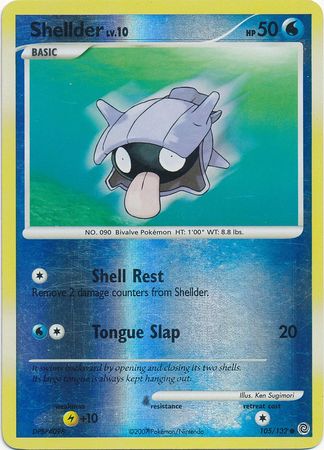 Shellder LV.10 HP 50
BASIC
NO. 090 Bivalve Pokémon HT: 1'00" WT: 8.8 lbs.
Shell Rest
Remove 2 damage counters from Shellder.
Tongue Slap 20
It swims backward by opening and closing its two shells.
Its large tongue is always kept hanging out.
Illus. Ken Sugimori
weakness resistance retreat cost
+10
©2007 Pokémon/Nintendo 105/132